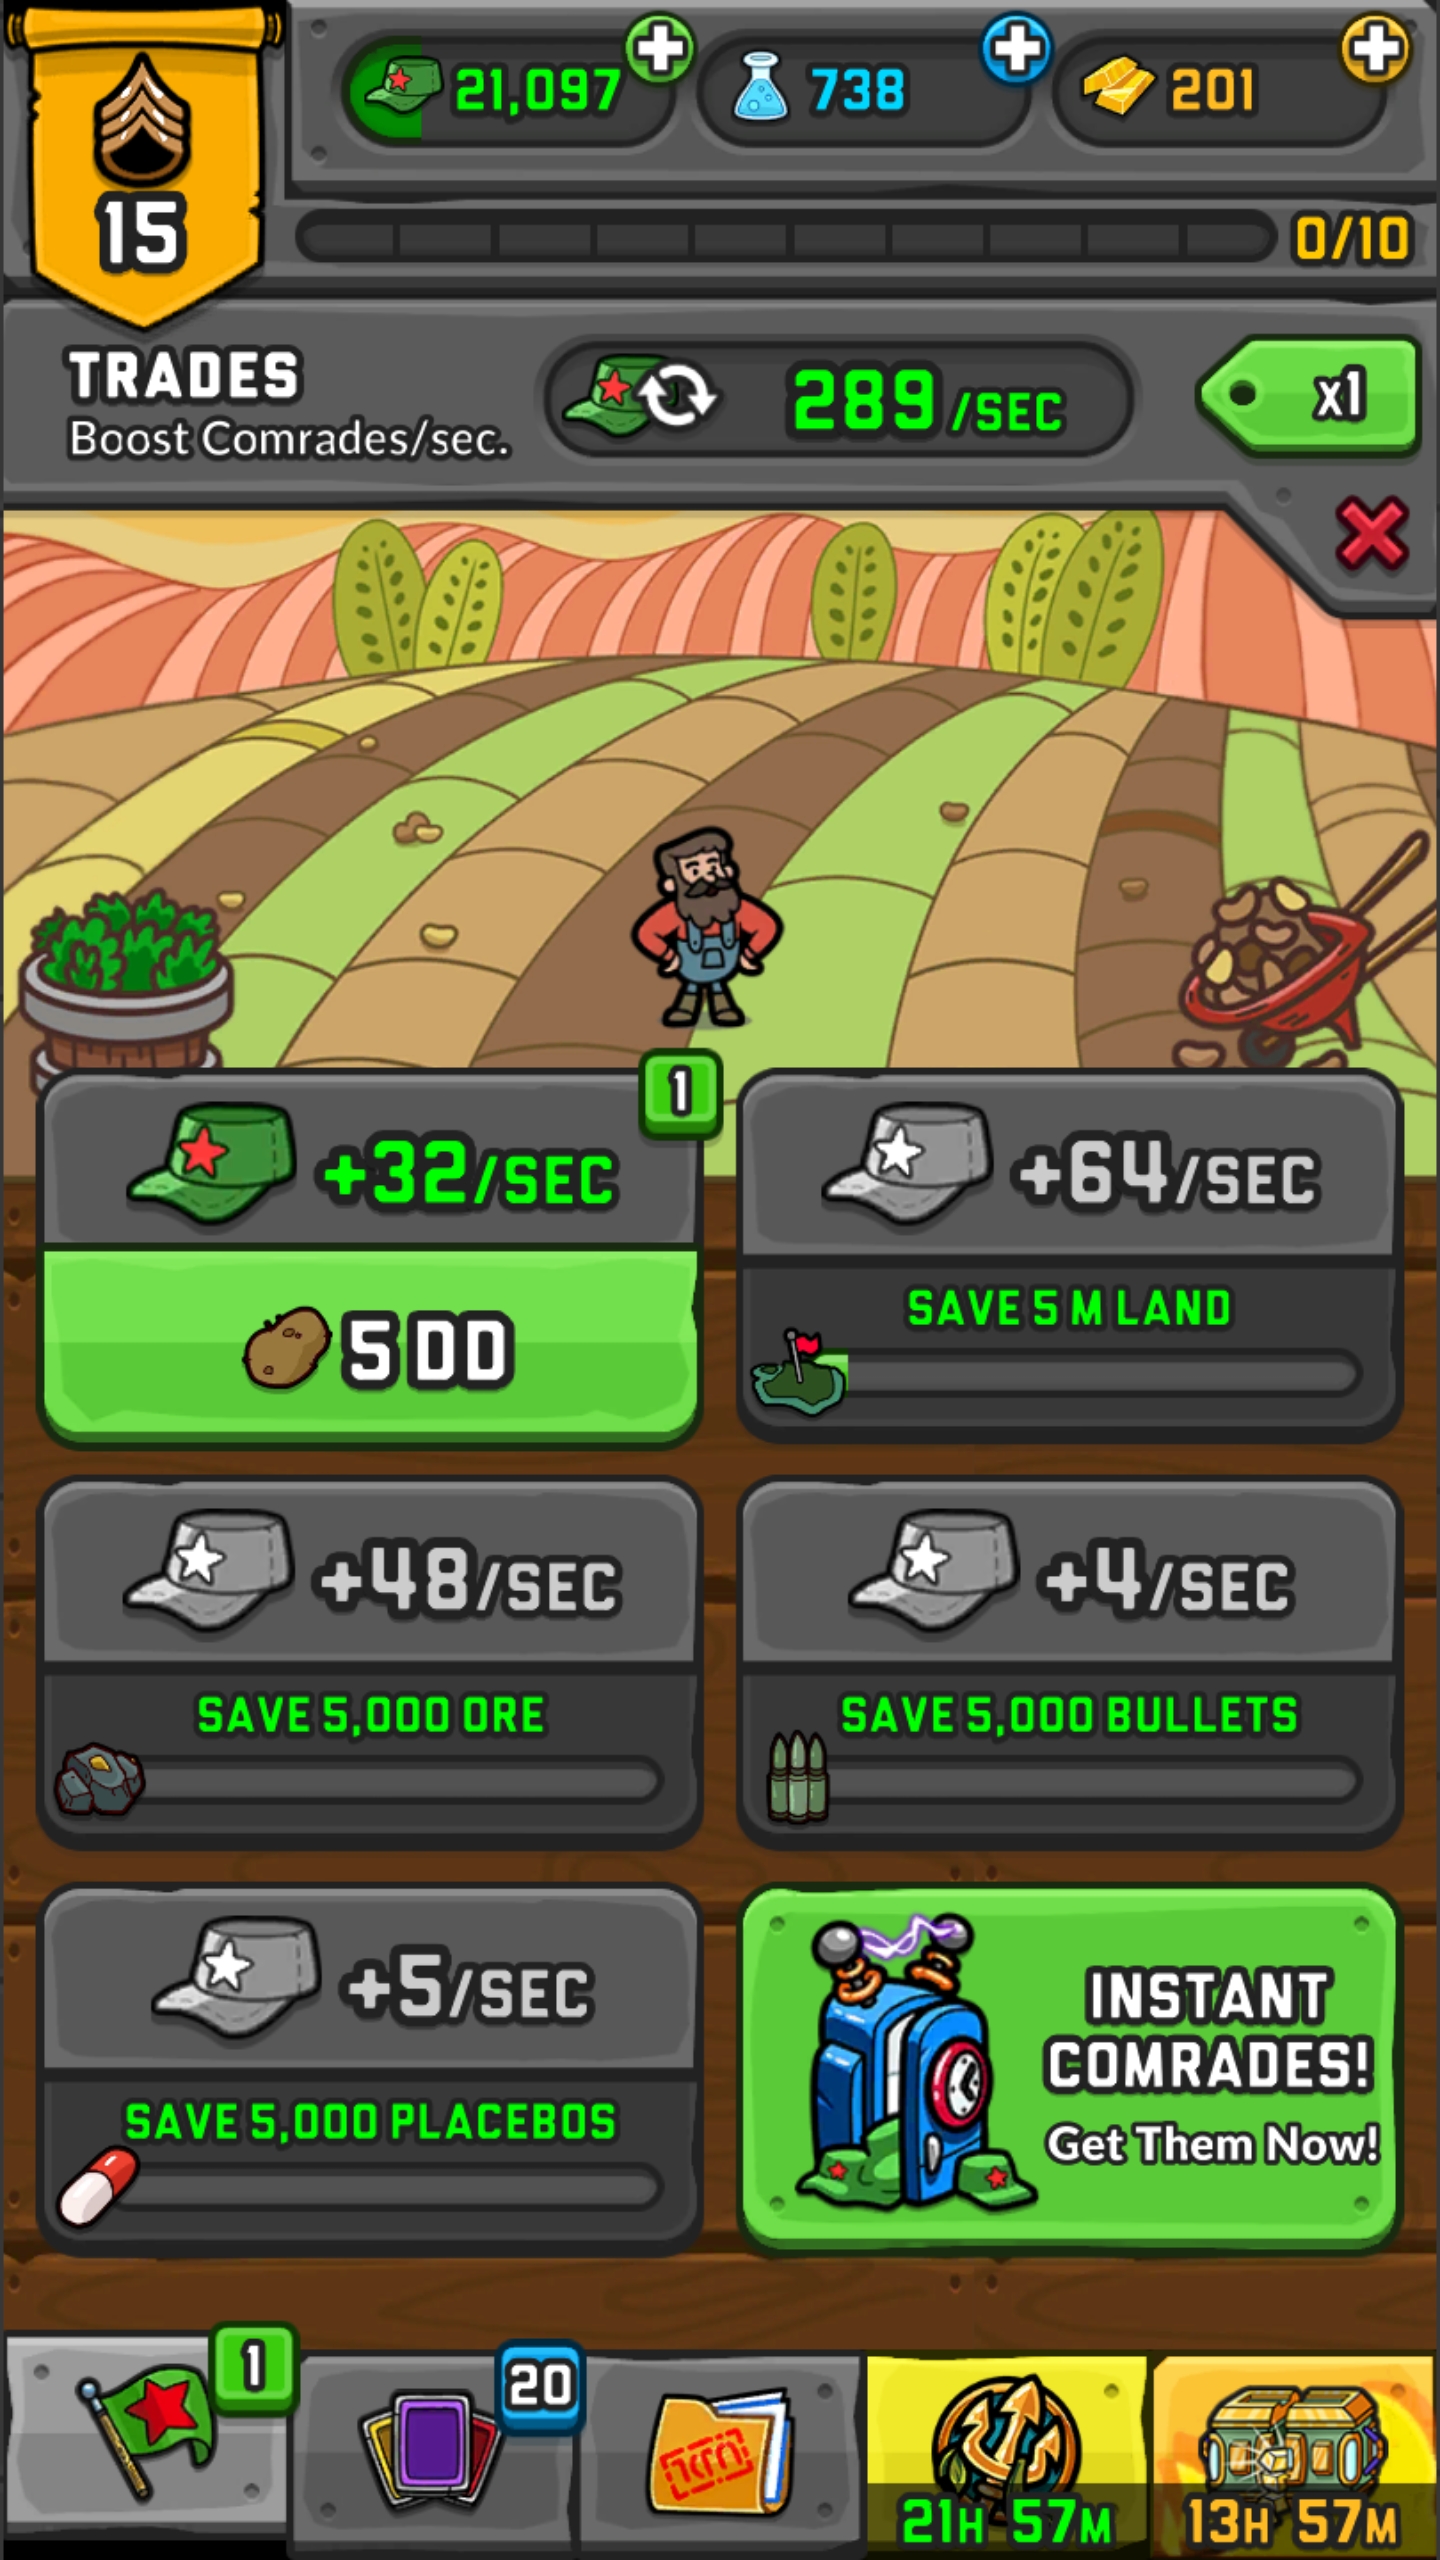 21,097
738
201
15
0/10
TRADES
Boost Comrades/sec.
289 /SEC
x1
1
+32/SEC
5 DD
+64/SEC
SAVE 5 M LAND
+48/SEC
SAVE 5,000 ORE
+4/SEC
SAVE 5,000 BULLETS
+5/SEC
SAVE 5,000 PLACEBOS
INSTANT
COMRADES!
Get Them Now!
1
20
21H 57M
13H 57M